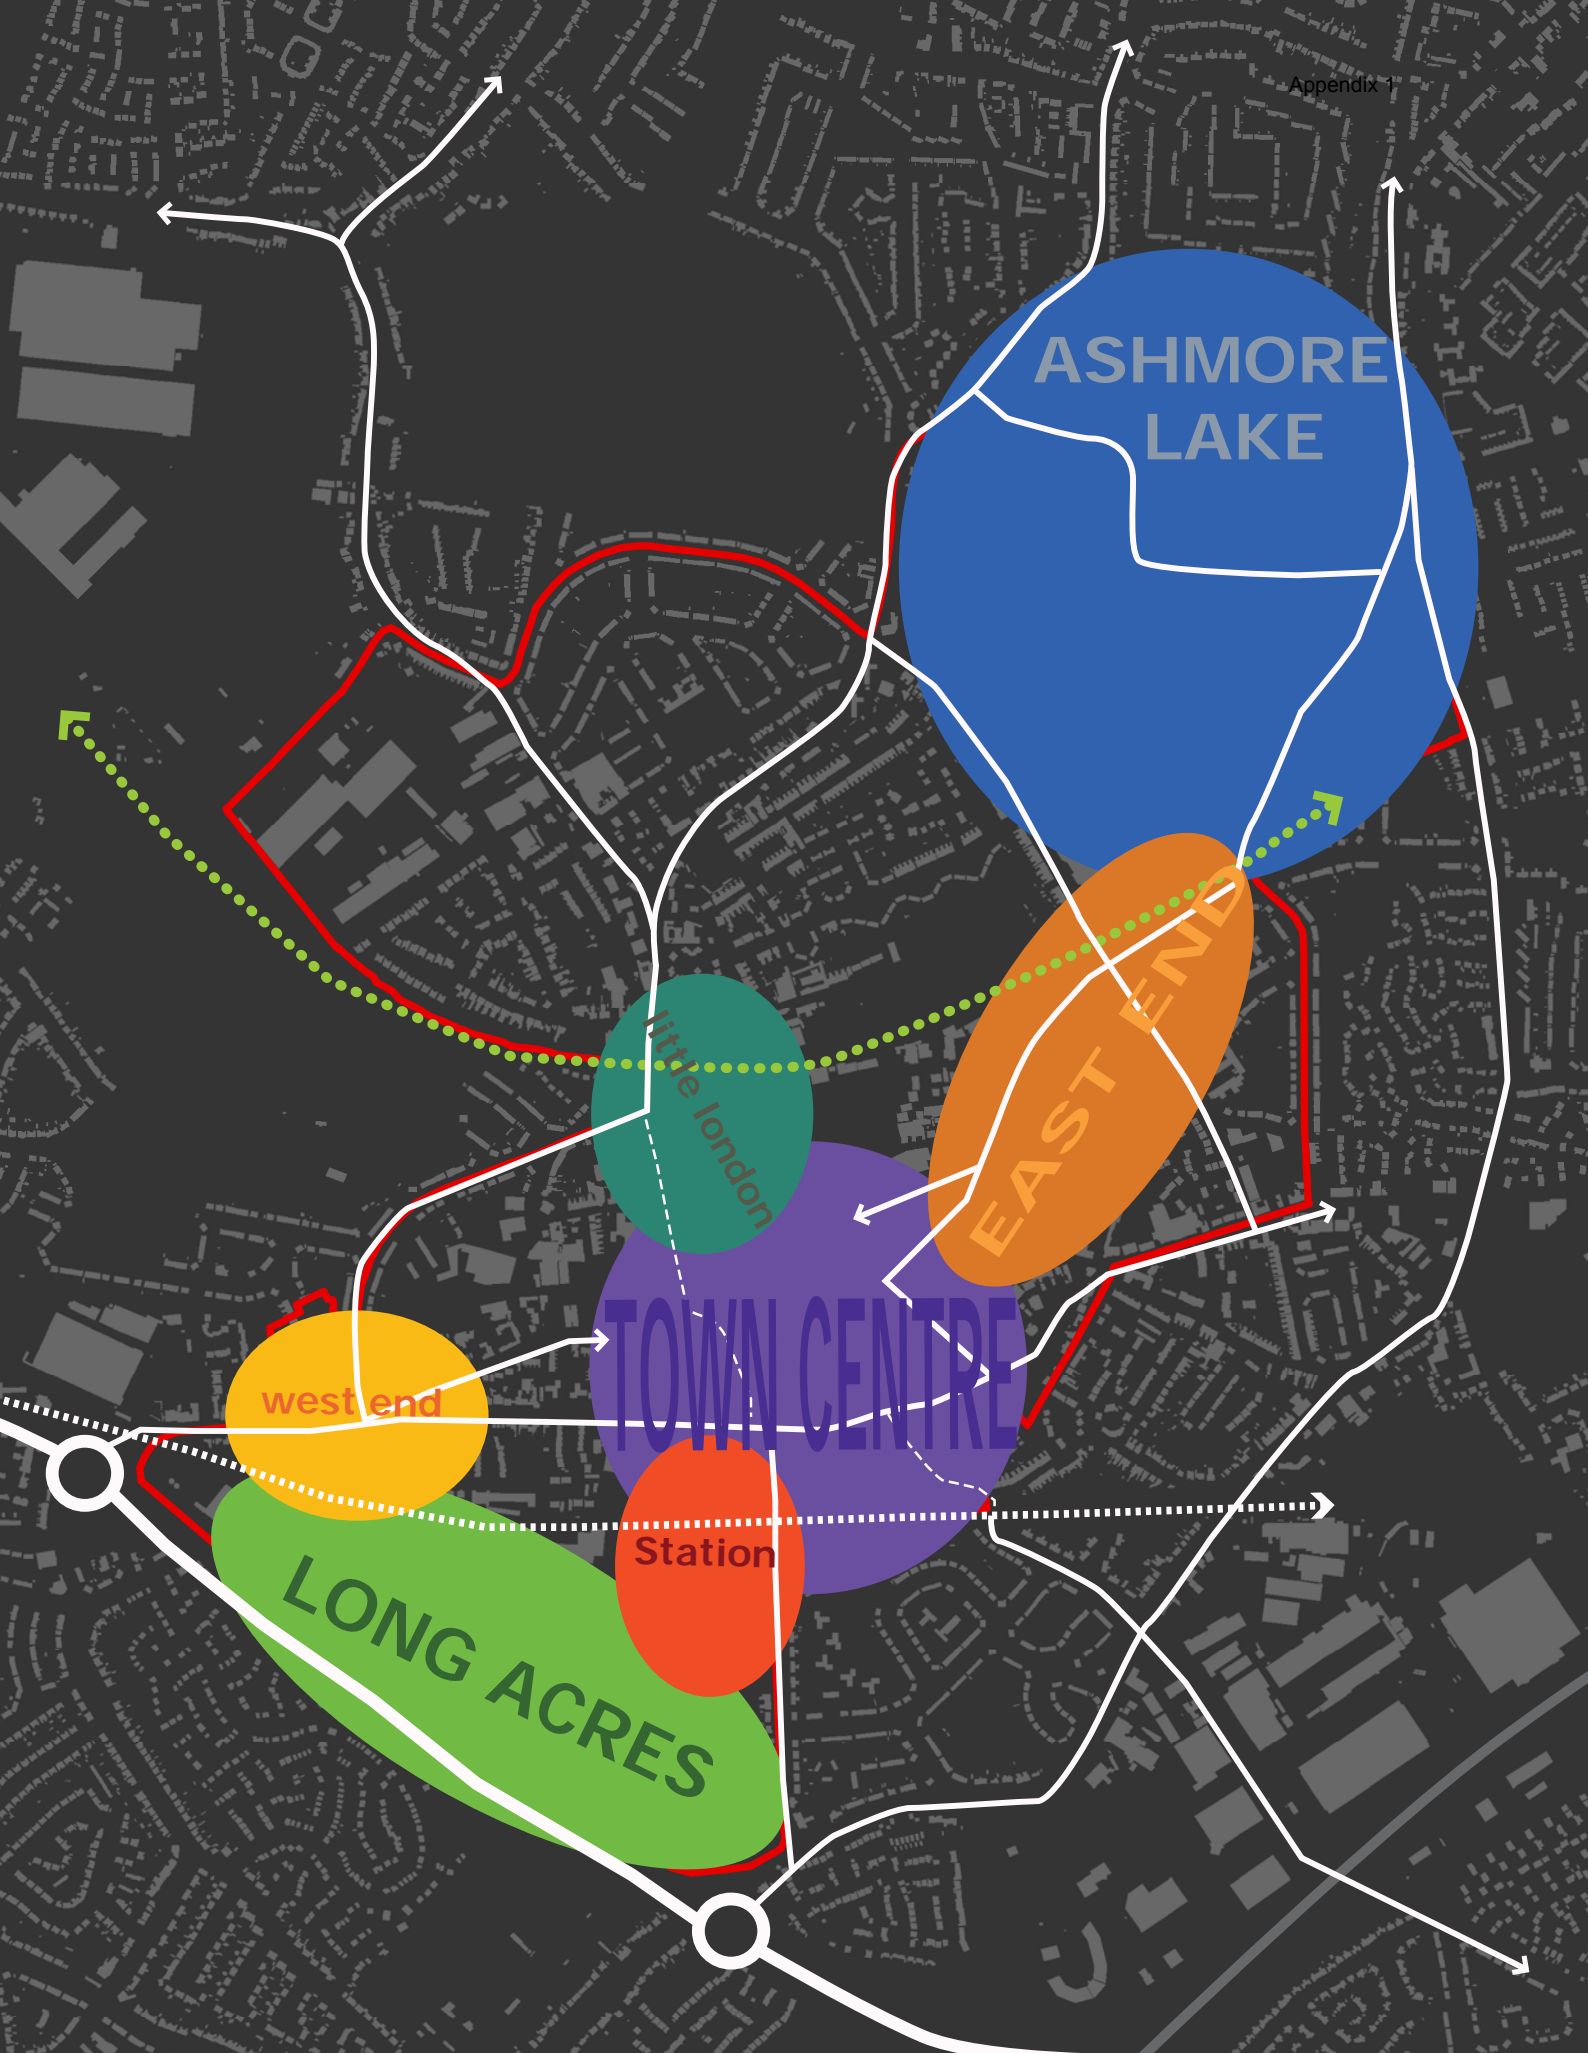 Appendix 1
ASHMORE
LAKE
EAST END
little london
TOWN CENTRE
west end
Station
LONG ACRES